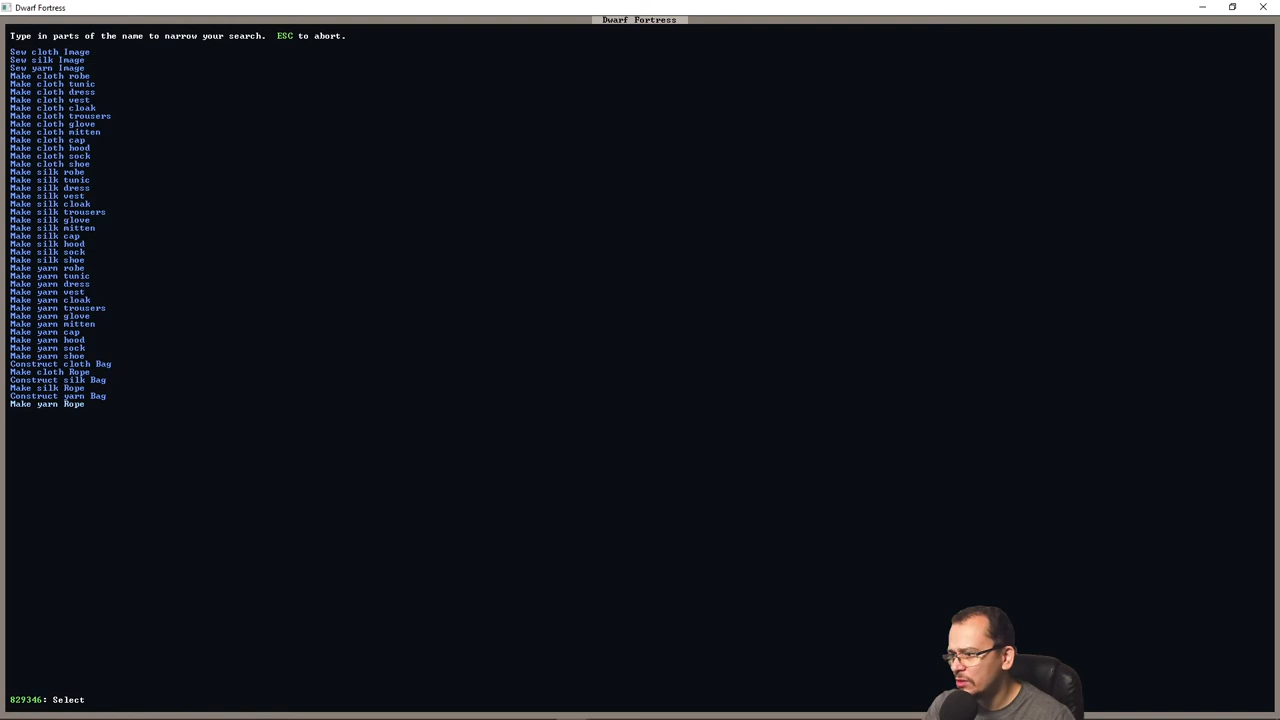 Dwarf Fortress
Dwarf Fortress
Type in parts of the name to narrow your search.  ESC to abort.
Sew cloth Image
Sew silk Image
Sew yarn Image
Make cloth robe
Make cloth tunic
Make cloth dress
Make cloth vest
Make cloth cloak
Make cloth trousers
Make cloth glove
Make cloth mitten
Make cloth cap
Make cloth hood
Make cloth sock
Make cloth shoe
Make silk robe
Make silk tunic
Make silk dress
Make silk vest
Make silk cloak
Make silk trousers
Make silk glove
Make silk mitten
Make silk cap
Make silk hood
Make silk sock
Make silk shoe
Make yarn robe
Make yarn tunic
Make yarn dress
Make yarn vest
Make yarn cloak
Make yarn trousers
Make yarn glove
Make yarn mitten
Make yarn cap
Make yarn hood
Make yarn sock
Make yarn shoe
Construct cloth Bag
Make cloth Rope
Construct silk Bag
Make silk Rope
Construct yarn Bag
Make yarn Rope
829346: Select